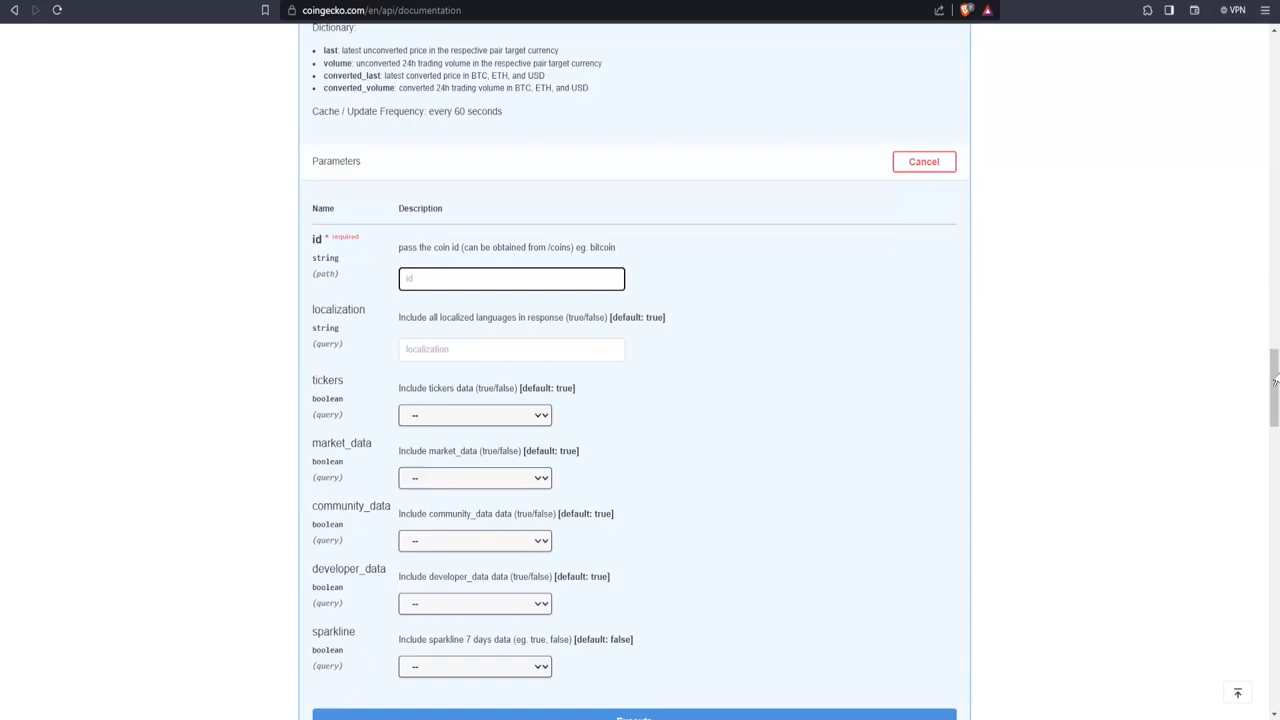 coingecko.com/en/api/documentation
VPN
Dictionary:
last: latest unconverted price in the respective pair target currency
volume: unconverted 24h trading volume in the respective pair target currency
converted_last: latest converted price in BTC, ETH, and USD
converted_volume: converted 24h trading volume in BTC, ETH, and USD
Cache / Update Frequency: every 60 seconds
Parameters
Cancel
Name Description
id * required
string
(path)
pass the coin id (can be obtained from /coins) eg. bitcoin
id
localization
string
(query)
Include all localized languages in response (true/false) [default: true]
localization
tickers
boolean
(query)
Include tickers data (true/false) [default: true]
--
market_data
boolean
(query)
Include market_data (true/false) [default: true]
--
community_data
boolean
(query)
Include community_data data (true/false) [default: true]
--
developer_data
boolean
(query)
Include developer_data data (true/false) [default: true]
--
sparkline
boolean
(query)
Include sparkline 7 days data (eg. true, false) [default: false]
--
Execute